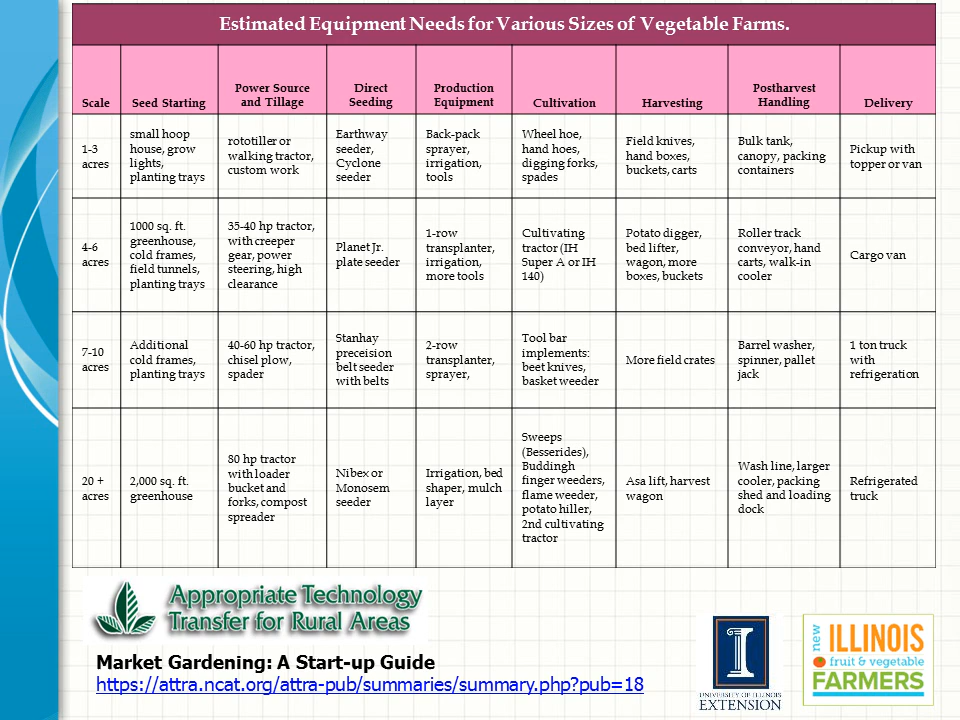 Estimated Equipment Needs for Various Sizes of Vegetable Farms.
Scale
Seed Starting
Power Source
and Tillage
Direct
Seeding
Production
Equipment
Cultivation
Harvesting
Postharvest
Handling
Delivery
1-3
acres
small hoop
house, grow
lights,
planting trays
rototiller or
walking tractor,
custom work
Earthway
seeder,
Cyclone
seeder
Back-pack
sprayer,
irrigation,
tools
Wheel hoe,
hand hoes,
digging forks,
spades
Field knives,
hand boxes,
buckets, carts
Bulk tank,
canopy, packing
containers
Pickup with
topper or van
4-6
acres
1000 sq. ft.
greenhouse,
cold frames,
field tunnels,
planting trays
35-40 hp tractor,
with creeper
gear, power
steering, high
clearance
Planet Jr.
plate seeder
1-row
transplanter,
irrigation,
more tools
Cultivating
tractor (IH
Super A or IH
140)
Potato digger,
bed lifter,
wagon, more
boxes, buckets
Roller track
conveyor, hand
carts, walk-in
cooler
Cargo van
7-10
acres
Additional
cold frames,
planting trays
40-60 hp tractor,
chisel plow,
spader
Stanhay
preceision
belt seeder
with belts
2-row
transplanter,
sprayer,
Tool bar
implements:
beet knives,
basket weeder
More field crates
Barrel washer,
spinner, pallet
jack
1 ton truck
with
refrigeration
20 +
acres
2,000 sq. ft.
greenhouse
80 hp tractor
with loader
bucket and
forks, compost
spreader
Nibex or
Monosem
seeder
Irrigation, bed
shaper, mulch
layer
Sweeps
(Besserides),
Buddingh
finger weeders,
flame weeder,
potato hiller,
2nd cultivating
tractor
Asa lift, harvest
wagon
Wash line, larger
cooler, packing
shed and loading
dock
Refrigerated
truck
Appropriate Technology
Transfer for Rural Areas
Market Gardening: A Start-up Guide
https://attra.ncat.org/attra-pub/summaries/summary.php?pub=18
I
UNIVERSITY OF ILLINOIS
EXTENSION
new
ILLINOIS
fruit & vegetable
FARMERS